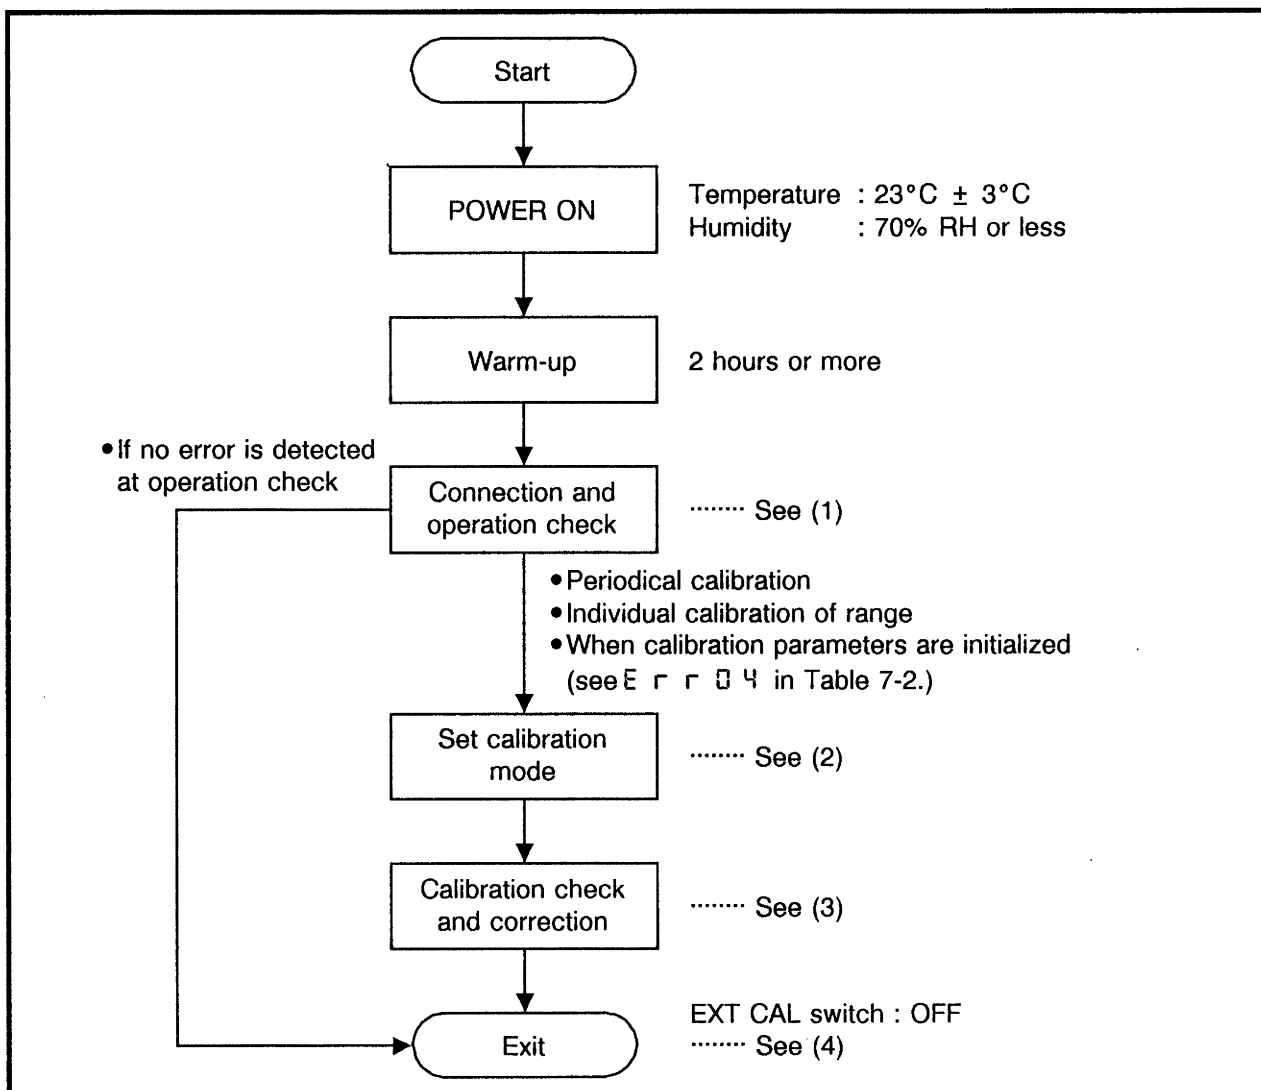 Start
POWER ON
Temperature : 23°C ± 3°C
Humidity : 70% RH or less
Warm-up
2 hours or more
•If no error is detected
at operation check
Connection and
operation check
········ See (1)
•Periodical calibration
•Individual calibration of range
•When calibration parameters are initialized
(see E r r 0 4 in Table 7-2.)
Set calibration
mode
········ See (2)
Calibration check
and correction
········ See (3)
EXT CAL switch : OFF
Exit
········ See (4)